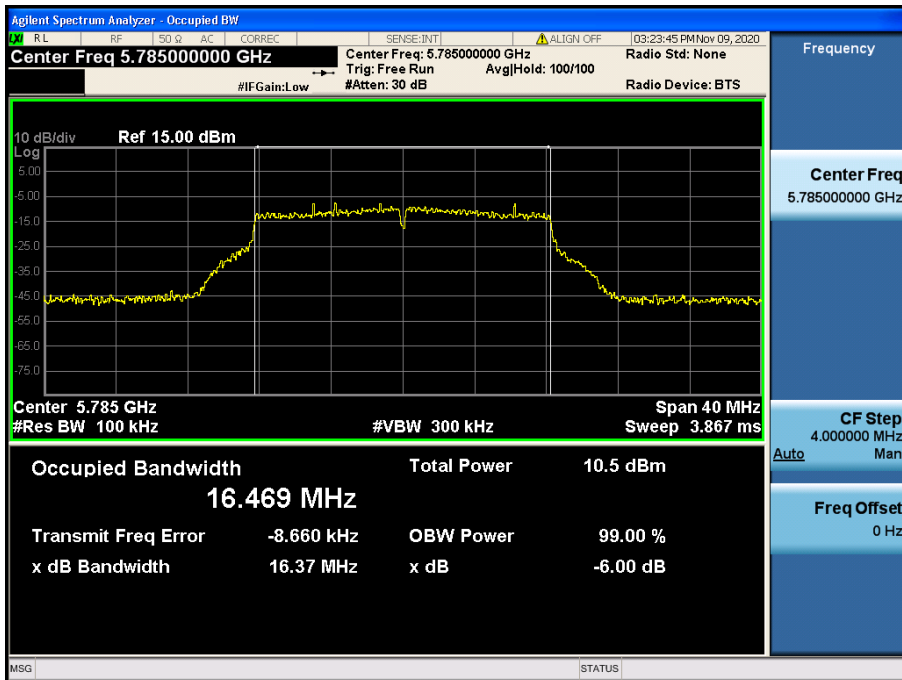 Agilent Spectrum Analyzer - Occupied BW
LXI RL RF 50 Ω AC CORREC SENSE:INT ALIGN OFF 03:23:45 PM Nov 09, 2020
Center Freq 5.785000000 GHz
Center Freq: 5.785000000 GHz
Radio Std: None
Trig: Free Run Avg|Hold: 100/100
#IFGain:Low
#Atten: 30 dB
Radio Device: BTS
10 dB/div Ref 15.00 dBm
Log
5.00
-5.00
-15.0
-25.0
-35.0
-45.0
-55.0
-65.0
-75.0
Center 5.785 GHz Span 40 MHz
#Res BW 100 kHz #VBW 300 kHz Sweep 3.867 ms
Occupied Bandwidth
16.469 MHz
Total Power 10.5 dBm
Transmit Freq Error -8.660 kHz OBW Power 99.00 %
x dB Bandwidth 16.37 MHz x dB -6.00 dB
MSG STATUS
Frequency
Center Freq
5.785000000 GHz
CF Step
4.000000 MHz
Auto Man
Freq Offset
0 Hz